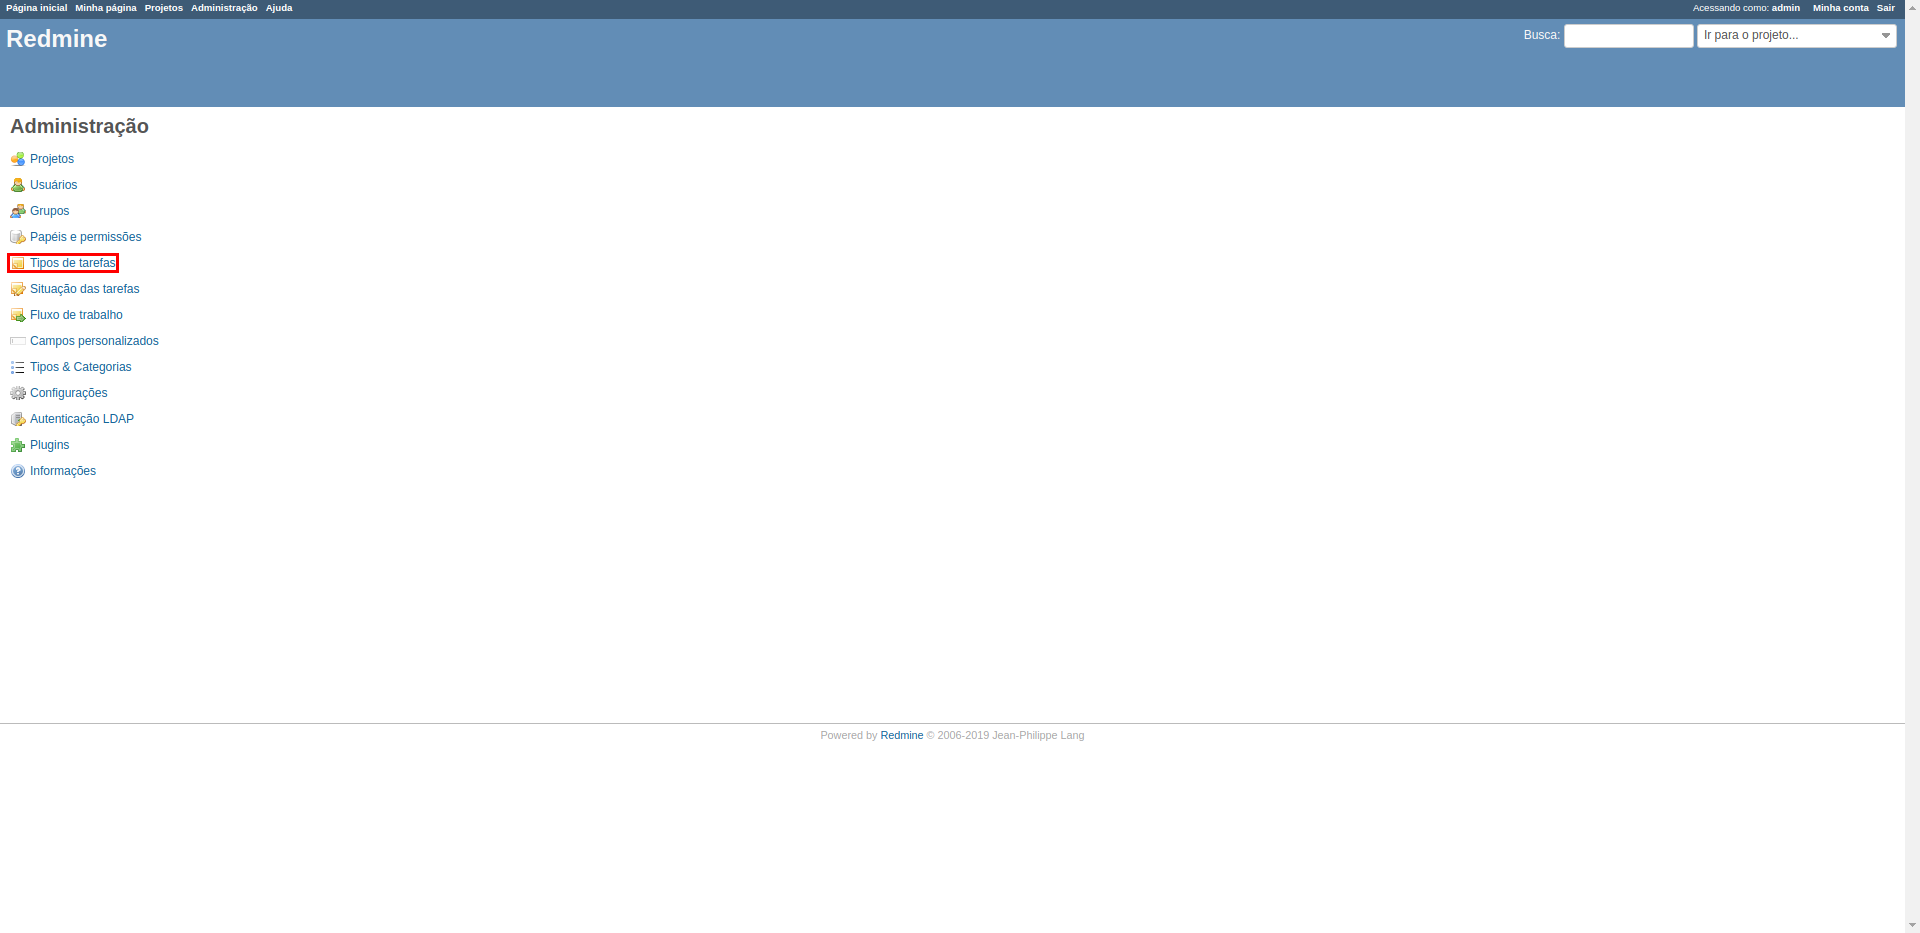 Página inicial Minha página Projetos Administração Ajuda Acessando como: admin Minha conta Sair
Redmine Busca: Ir para o projeto...
Administração
Projetos
Usuários
Grupos
Papéis e permissões
Tipos de tarefas
Situação das tarefas
Fluxo de trabalho
Campos personalizados
Tipos & Categorias
Configurações
Autenticação LDAP
Plugins
Informações
Powered by Redmine © 2006-2019 Jean-Philippe Lang